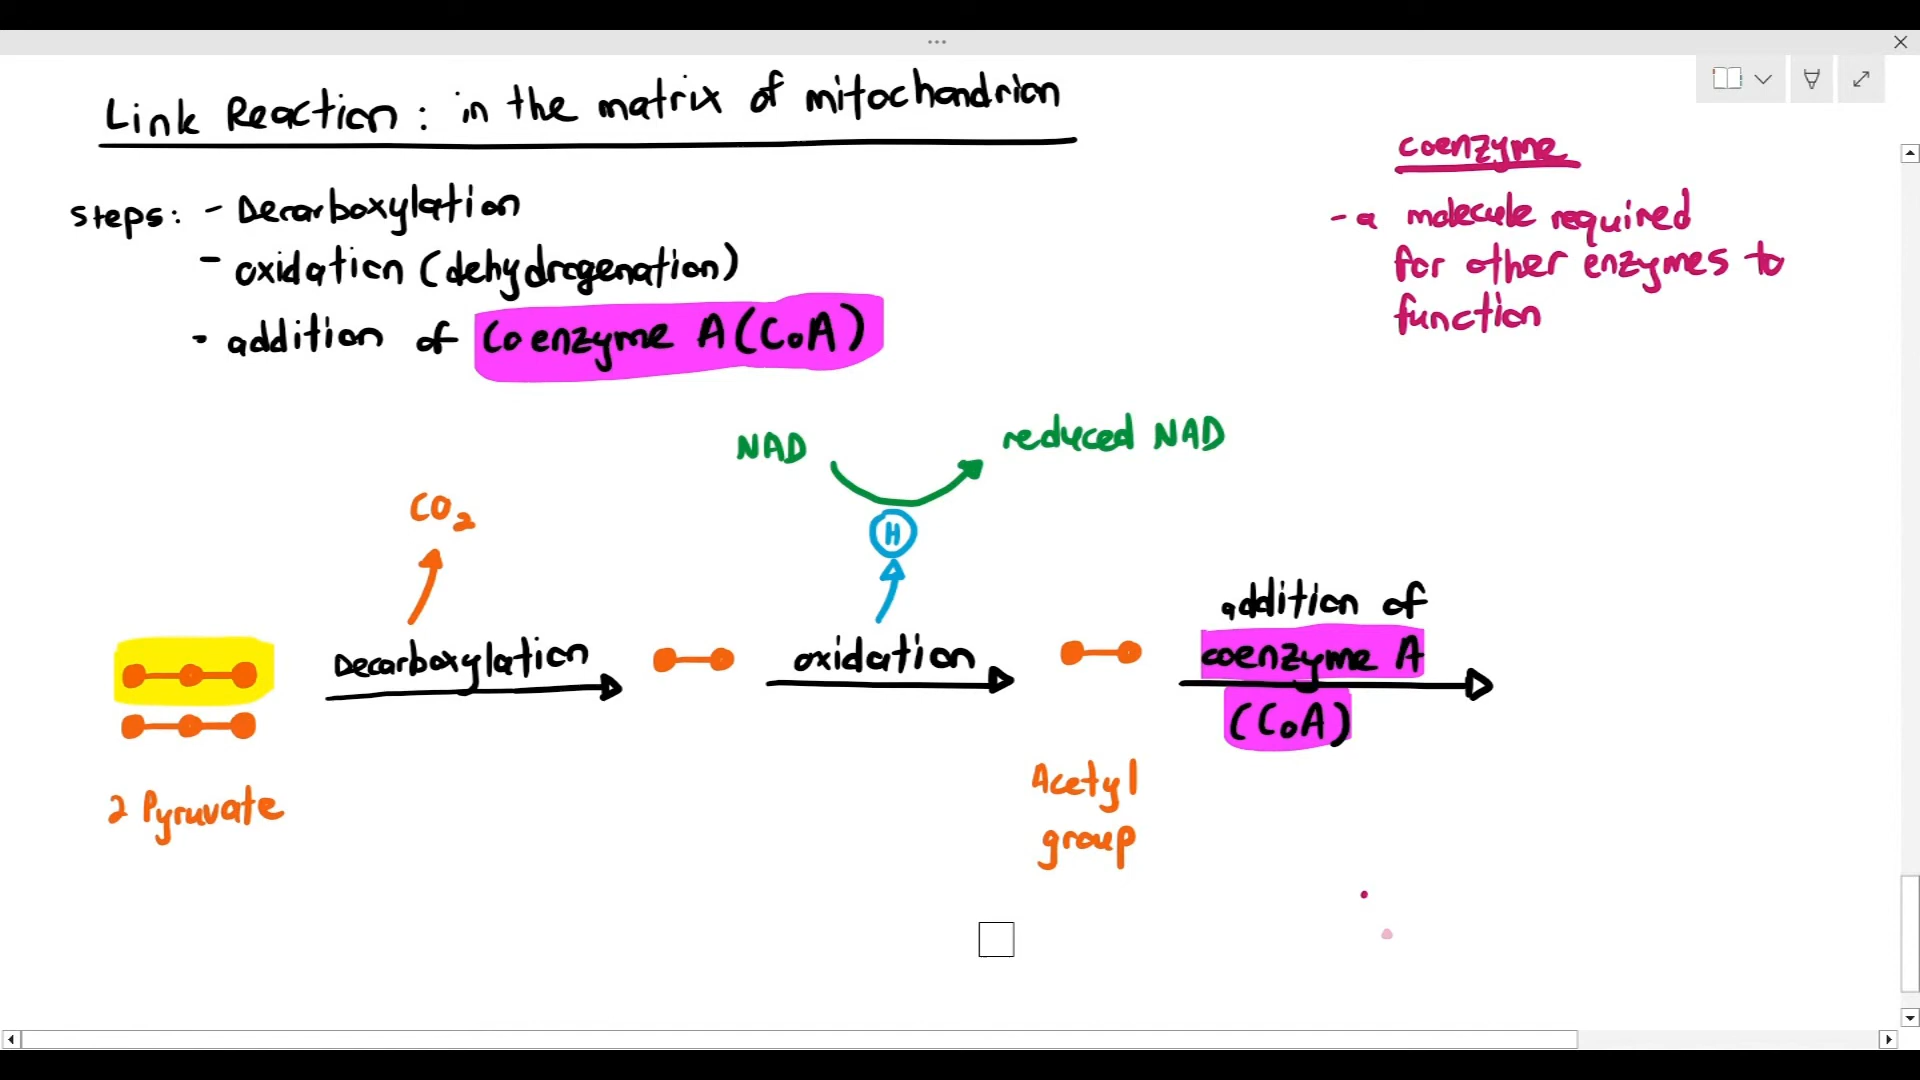 Link Reaction: in the matrix of mitochondrion
coenzyme
- a molecule required
for other enzymes to
function
steps: - Decarboxylation
- oxidation (dehydrogenation)
- addition of Coenzyme A (CoA)
NAD
reduced NAD
CO2
H
Decarboxylation
oxidation
addition of
coenzyme A
(CoA)
2 Pyruvate
Acetyl
group